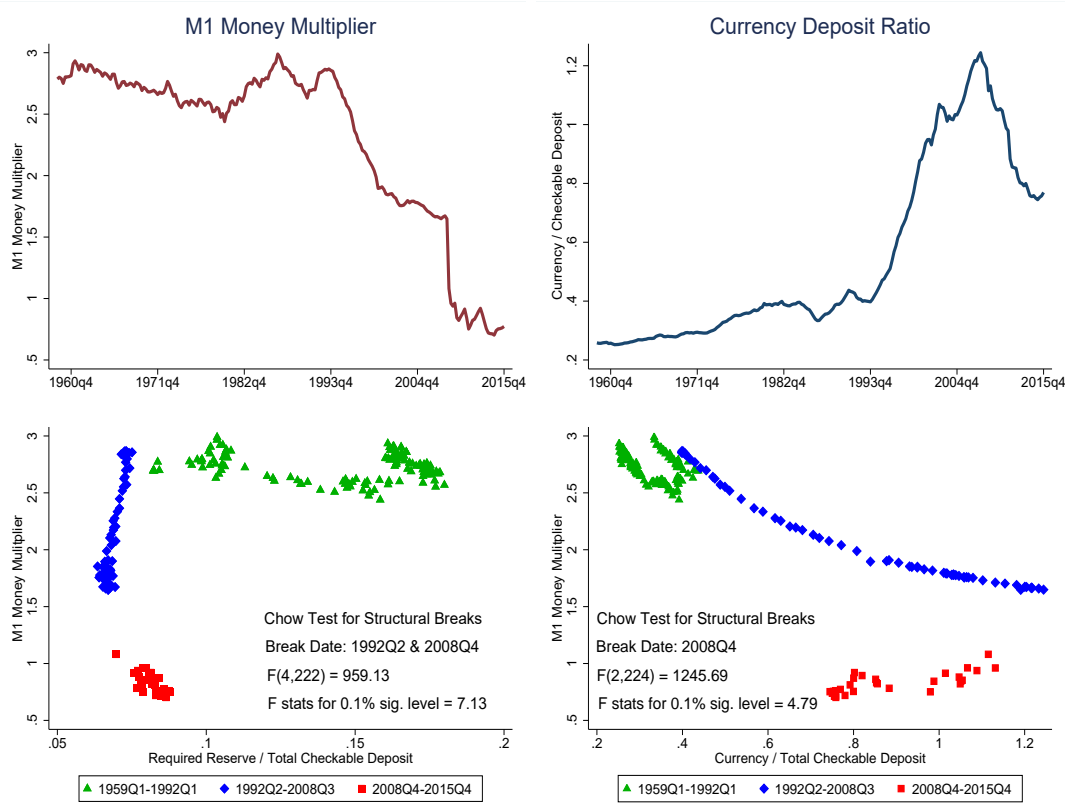 M1 Money Multiplier
M1 Money Mulitplier
3
2.5
2
1.5
1
.5
1960q4 1971q4 1982q4 1993q4 2004q4 2015q4
Currency Deposit Ratio
Currency / Checkable Deposit
1.2
1
.8
.6
.4
.2
1960q4 1971q4 1982q4 1993q4 2004q4 2015q4
M1 Money Mulitplier
3
2.5
2
1.5
1
.5
Chow Test for Structural Breaks
Break Date: 1992Q2 & 2008Q4
F(4,222) = 959.13
F stats for 0.1% sig. level = 7.13
.05 .1 .15 .2
Required Reserve / Total Checkable Deposit
1959Q1-1992Q1 1992Q2-2008Q3 2008Q4-2015Q4
M1 Money Mulitplier
3
2.5
2
1.5
1
.5
Chow Test for Structural Breaks
Break Date: 2008Q4
F(2,224) = 1245.69
F stats for 0.1% sig. level = 4.79
.2 .4 .6 .8 1 1.2
Currency / Total Checkable Deposit
1959Q1-1992Q1 1992Q2-2008Q3 2008Q4-2015Q4